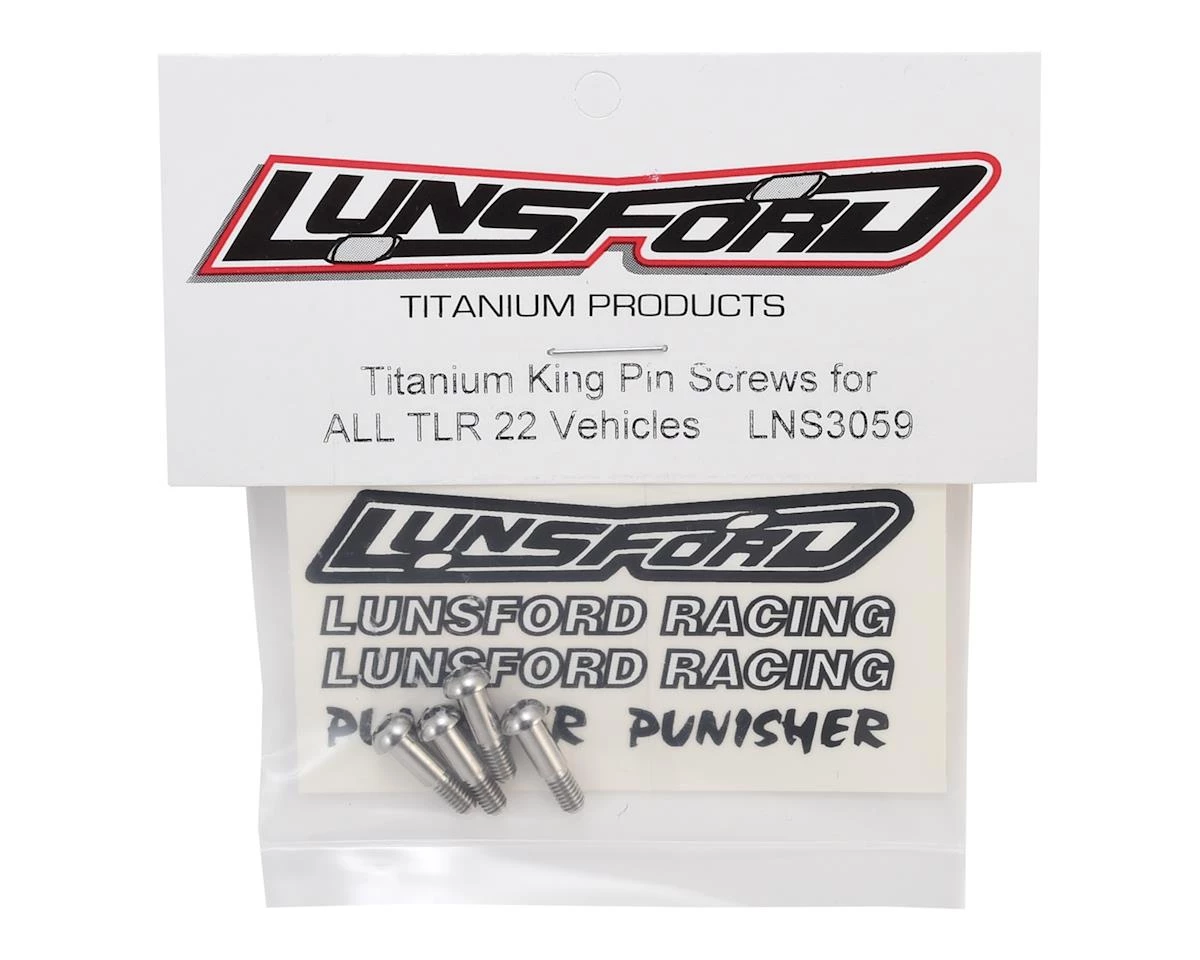 LUNSFORD
TITANIUM PRODUCTS
Titanium King Pin Screws for
ALL TLR 22 Vehicles LNS3059
LUNSFORD
LUNSFORD RACING
LUNSFORD RACING
PUNISHER PUNISHER